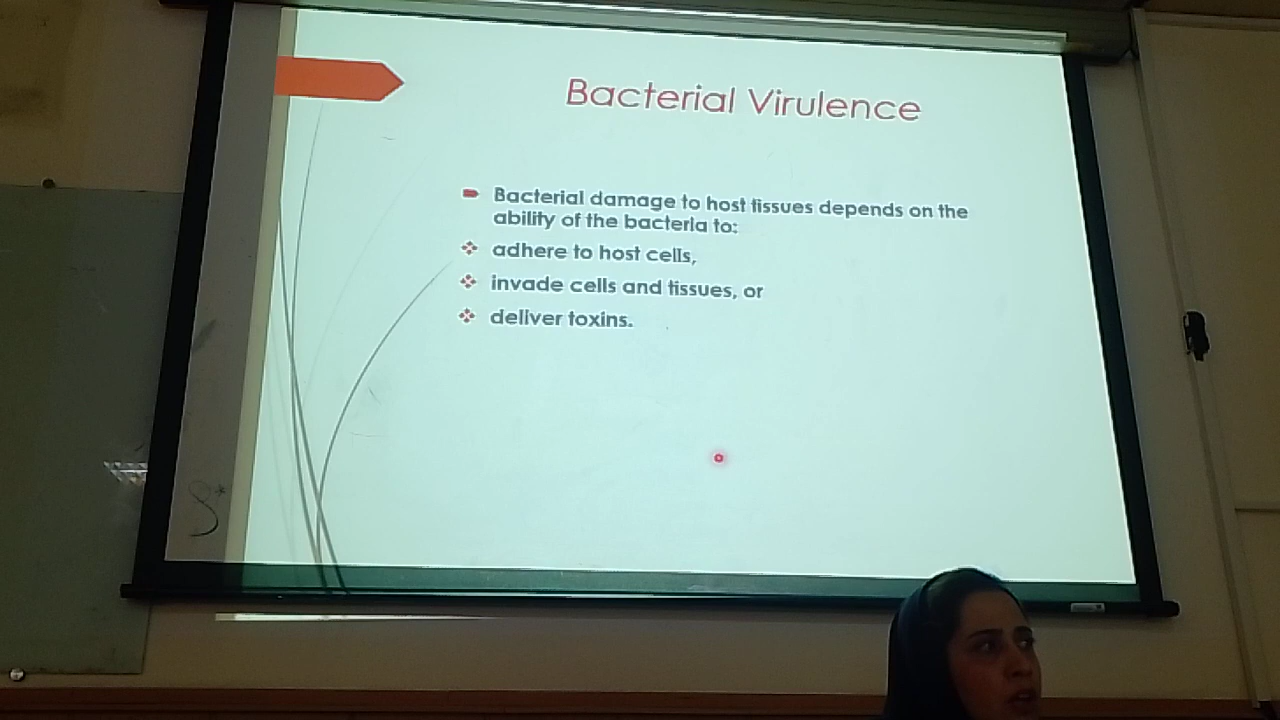 Bacterial Virulence
Bacterial damage to host tissues depends on the
ability of the bacteria to:
adhere to host cells,
invade cells and tissues, or
deliver toxins.